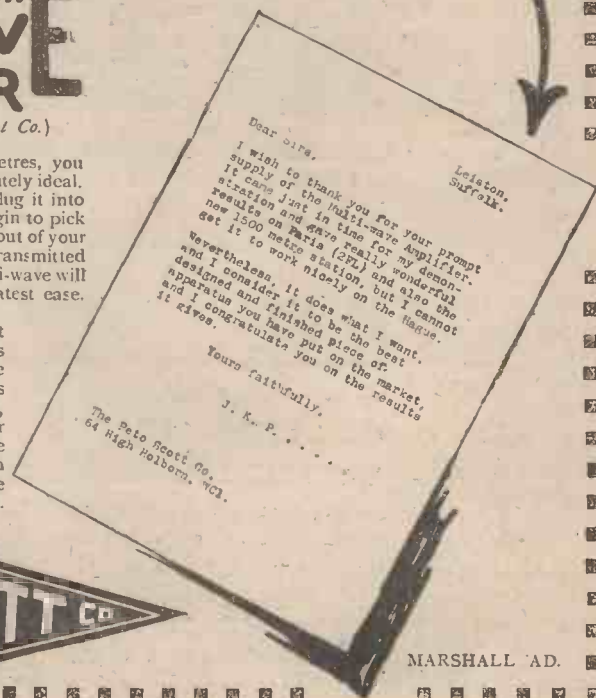 V E
R
t Co.)
etres, you
tely ideal.
lug it into
gin to pick
out of your
ransmitted
i-wave will
atest ease.
Leiston,
Suffolk.
Dear Sirs,
I wish to thank you for your prompt
supply of the Multi-wave Amplifier.
It came just in time for my demon-
stration and gave really wonderful
results on Paris (2FL) and also the
new 1500 metre station, but I cannot
get it to work nicely on the Hague.
Nevertheless, it does what I want,
and I consider it to be the best
designed and finished piece of
apparatus you have put on the market,
and I congratulate you on the results
it gives.
Yours faithfully,
J. K. P. . . . . .
The Peto Scott Co.
64 High Holborn, WC1.
TT Co
MARSHALL AD.